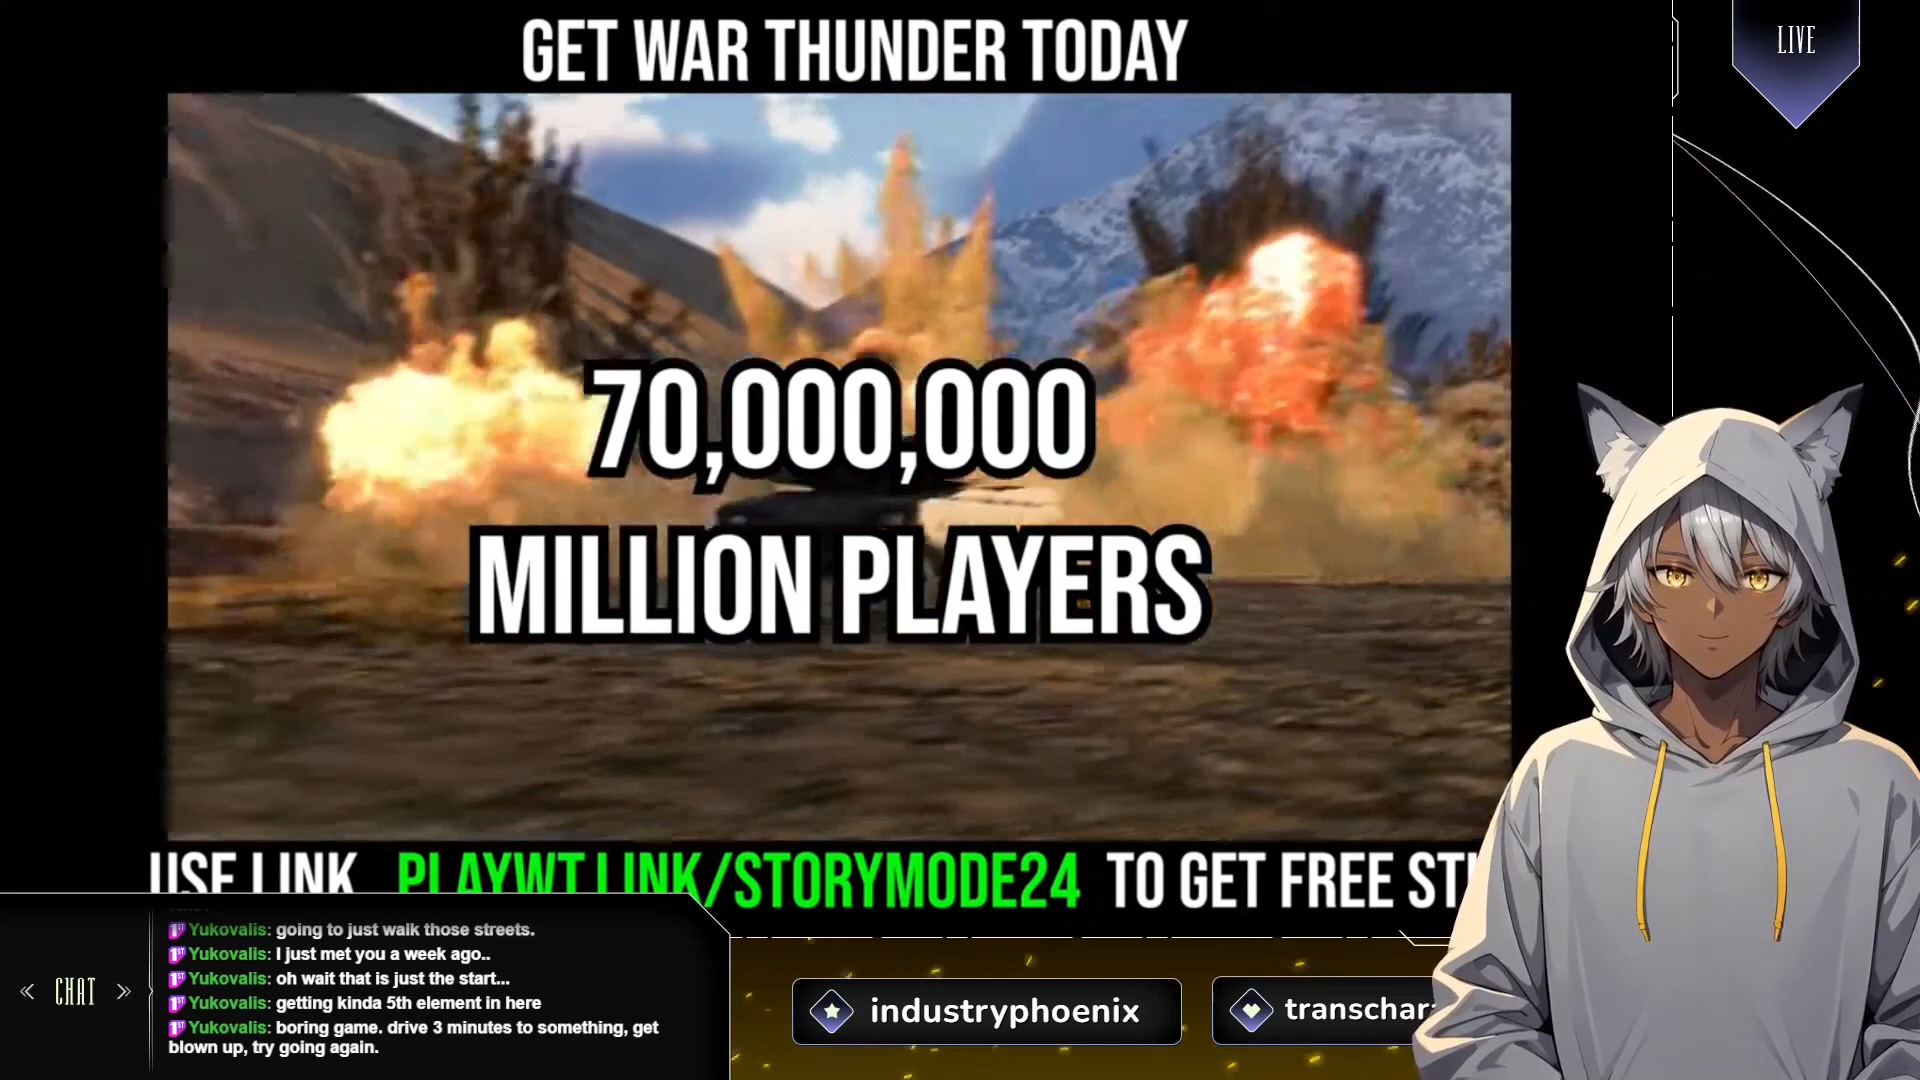 GET WAR THUNDER TODAY
LIVE
70,000,000
MILLION PLAYERS
USE LINK PLAYWT.LINK/STORYMODE24 TO GET FREE
Yukovalis: going to just walk those streets.
Yukovalis: I just met you a week ago..
Yukovalis: oh wait that is just the start...
Yukovalis: getting kinda 5th element in here
Yukovalis: boring game. drive 3 minutes to something, get
blown up, try going again.
« CHAT »
industryphoenix